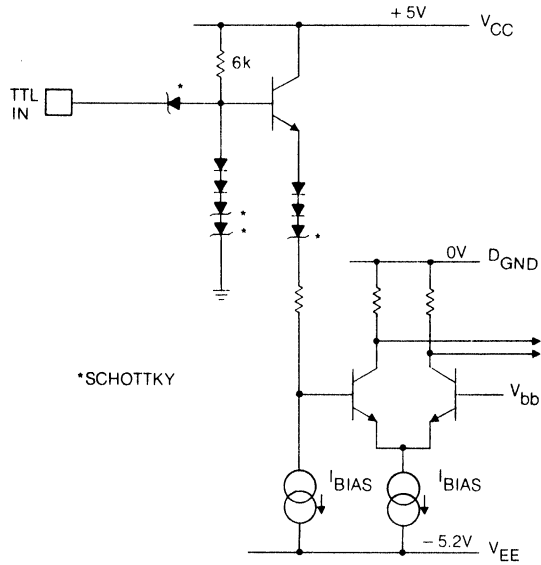 +5V
VCC
6k
*
TTL
IN
*
*
*
0V
DGND
*SCHOTTKY
Vbb
IBIAS
IBIAS
−5.2V
VEE